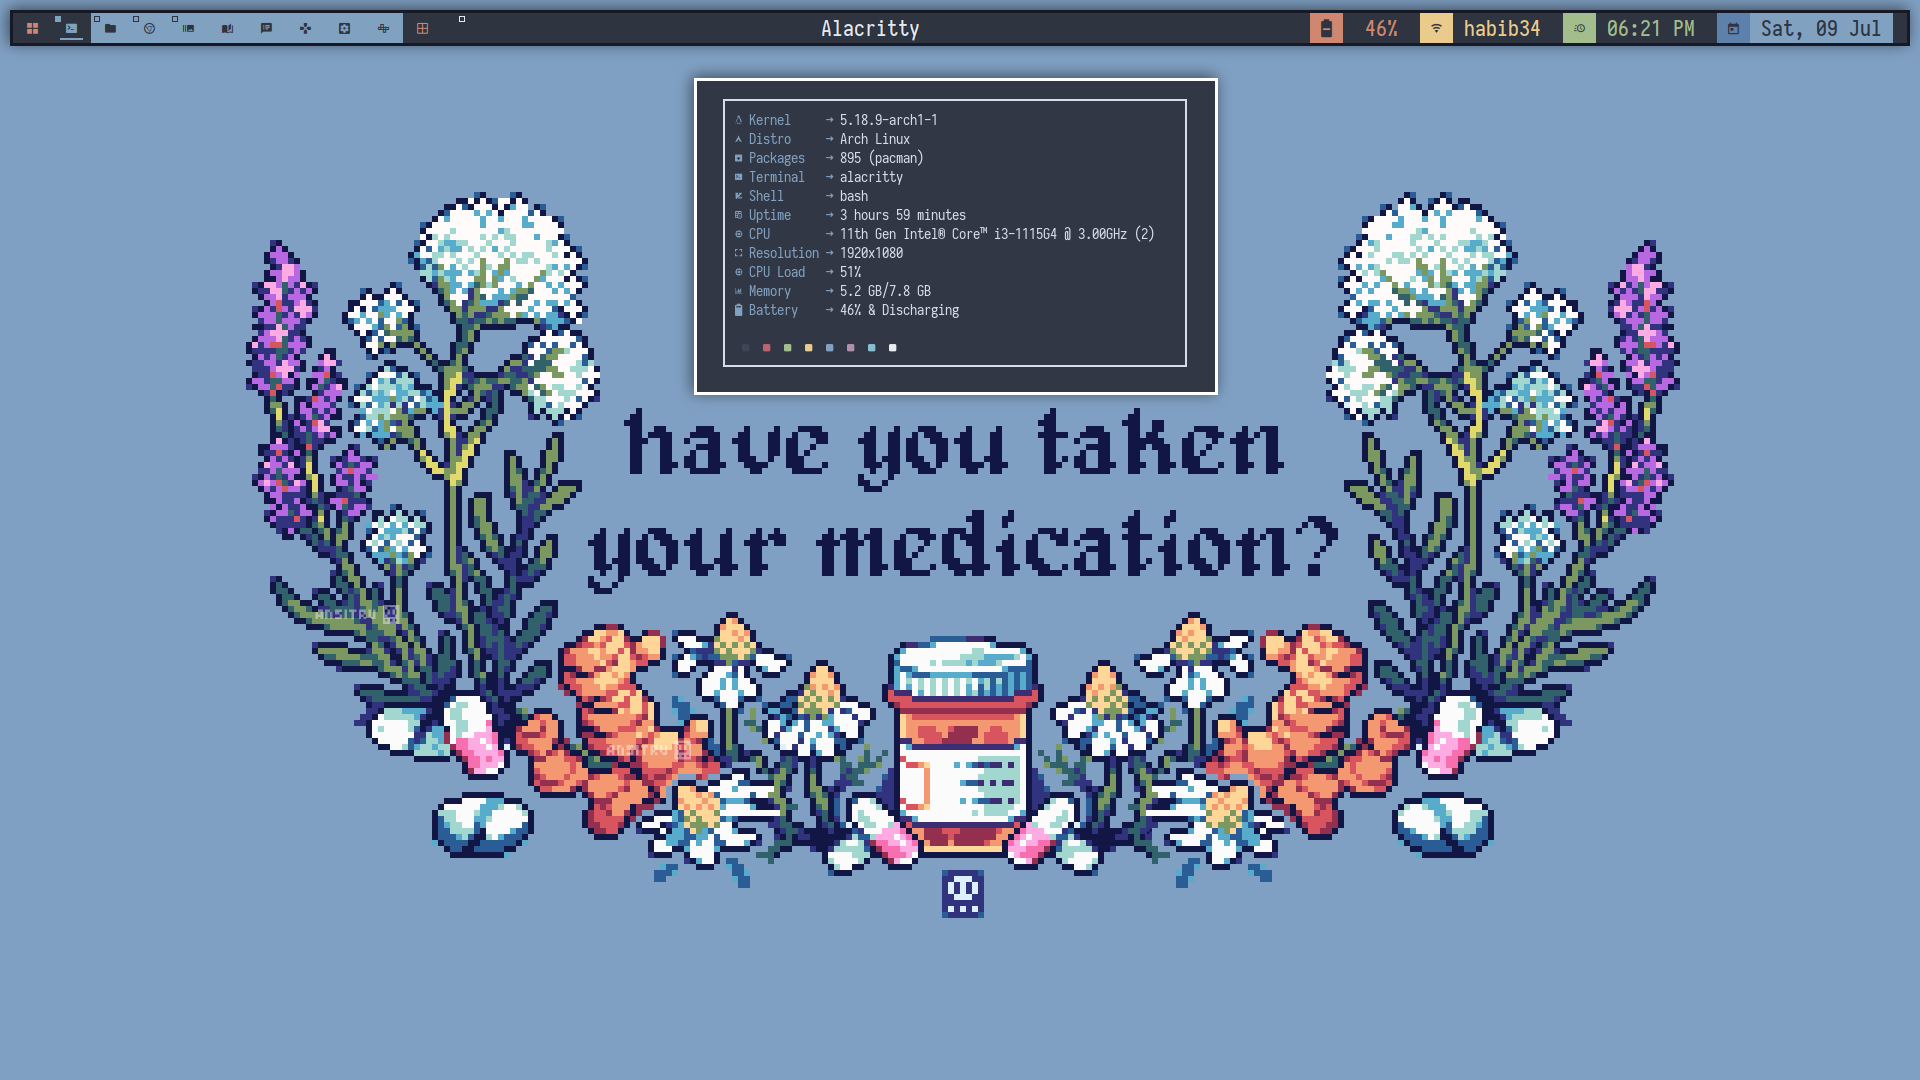 Alacritty
46%
habib34
06:21 PM
Sat, 09 Jul
Kernel → 5.18.9-arch1-1
Distro → Arch Linux
Packages → 895 (pacman)
Terminal → alacritty
Shell → bash
Uptime → 3 hours 59 minutes
CPU → 11th Gen Intel® Core™ i3-1115G4 @ 3.00GHz (2)
Resolution → 1920x1080
CPU Load → 51%
Memory → 5.2 GB/7.8 GB
Battery → 46% & Discharging
have you taken
your medication?
ANSITRU
ANSITRU